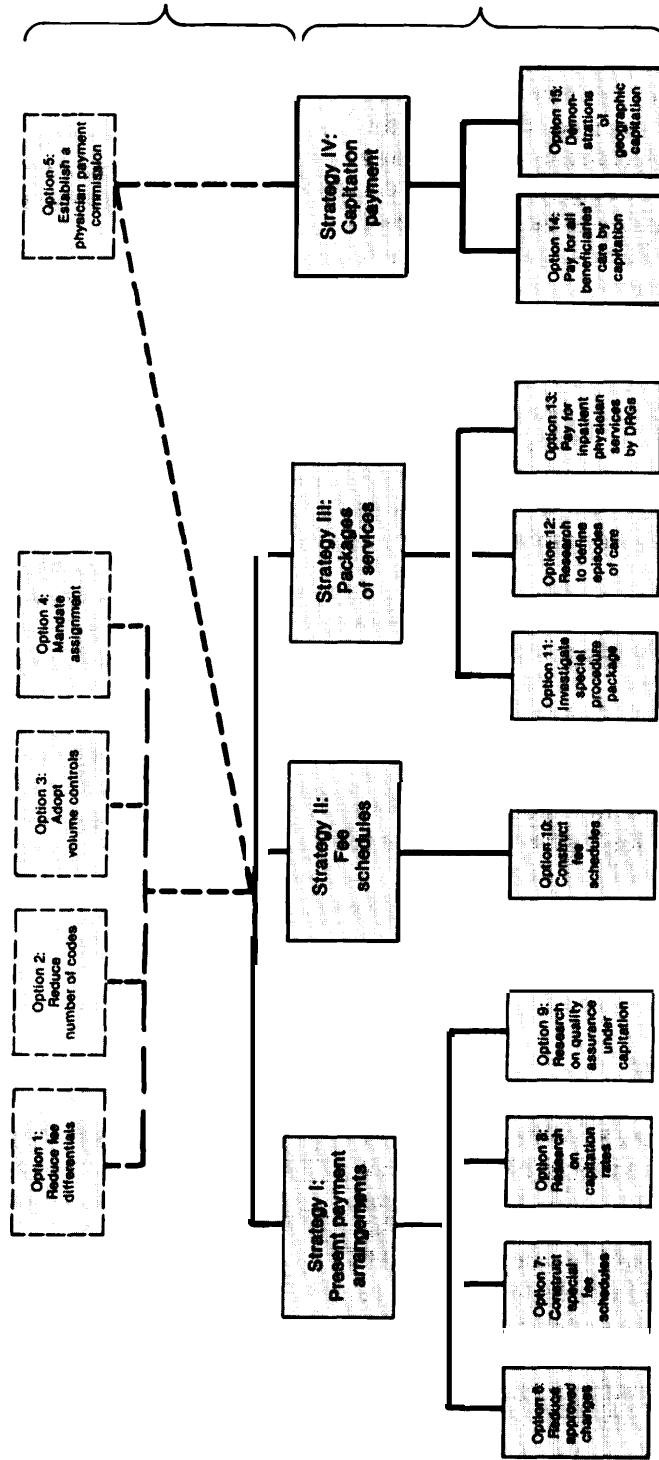 Option 1:
Reduce fee
differentials
Option 2:
Reduce
number of codes
Option 3:
Adopt
volume controls
Option 4:
Mandate
assignment
Option 5:
Establish a
physician payment
commission
Strategy I:
Present payment
arrangements
Strategy II:
Fee
schedules
Strategy III:
Packages
of services
Strategy IV:
Capitation
payment
Option 6:
Reduce
approved
changes
Option 7:
Construct
special
fee
schedules
Option 8:
Research
on
capitation
rates
Option 9:
Research
on quality
assurance
under
capitation
Option 10:
Construct
fee
schedules
Option 11:
Investigate
special
procedure
package
Option 12:
Research
to define
episodes
of care
Option 13:
Pay for
inpatient
physician
services
by DRGs
Option 14:
Pay for all
beneficiaries'
care by
capitation
Option 15:
Demon-
strations
of
geographic
capitation